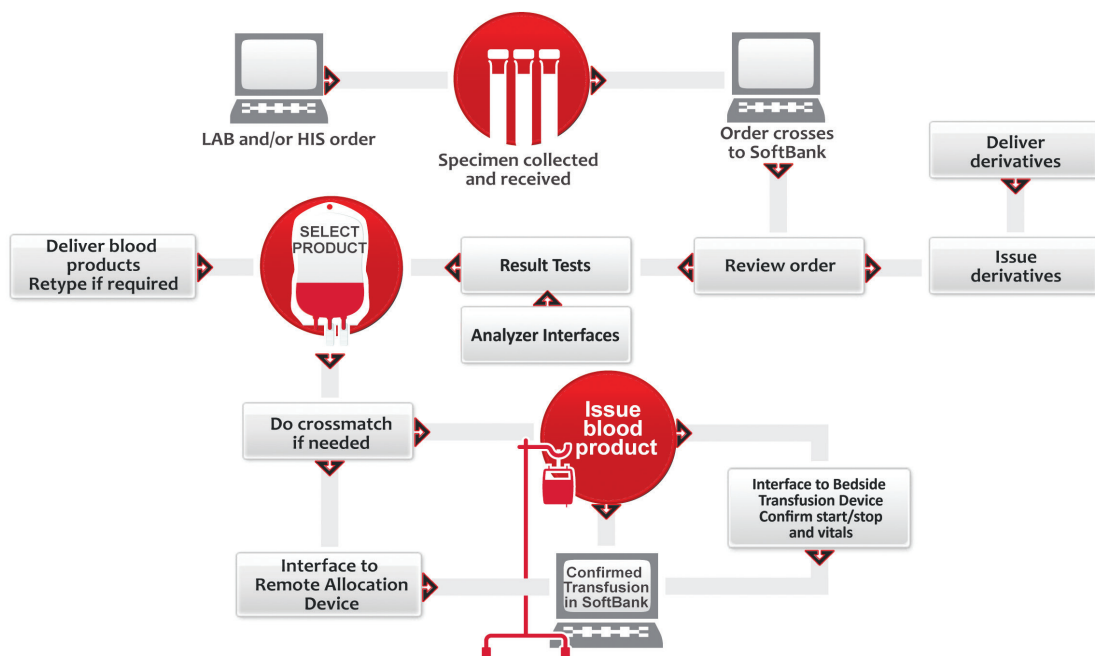 LAB and/or HIS order
Specimen collected
and received
Order crosses
to SoftBank
Deliver
derivatives
Deliver blood
products
Retype if required
SELECT
PRODUCT
Result Tests
Review order
Issue
derivatives
Analyzer Interfaces
Do crossmatch
if needed
Issue
blood
product
Interface to Bedside
Transfusion Device
Confirm start/stop
and vitals
Interface to
Remote Allocation
Device
Confirmed
Transfusion
in SoftBank